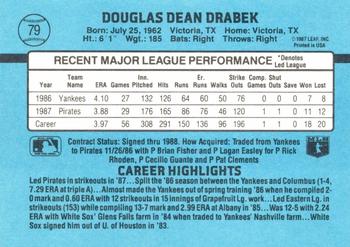 79
DOUGLAS DEAN DRABEK
©1987 LEAF, INC.
PRINTED IN USA
Born: July 25, 1962 Victoria, TX Home: Victoria, TX
Ht.: 6' 1" Wgt.: 185 Bats: Right Throws: Right
RECENT MAJOR LEAGUE PERFORMANCE *Denotes Led League
Year Team Name ERA Games Innings Pitched Hits Runs Er. Runs Walks Strike Outs Shut Outs Saves Games Won Games Lost
1986 Yankees 4.10 27 132 126 64 60 50 76 0 0 7 8
1987 Pirates 3.88 29 176 165 86 76 46 120 1 0 11 12
Career 3.97 56 308 291 150 136 96 196 1 0 18 20
Contract Status: Signed thru 1988. How Acquired: Traded from Yankees to Pirates 11/26/86 with P Brian Fisher and P Logan Easley for P Rick Rhoden, P Cecilio Guante and P Pat Clements
CAREER HIGHLIGHTS
Led Pirates in strikeouts in '87... Split his season in '86 between the Yankees and Columbus (1-4, 7.29 ERA at triple A)... Almost made the Yankees out of spring training in '86 when he compiled 2-0 mark and 0.60 ERA with 12 strikeouts in 15 innings of Grapefruit Lg. work... Led Eastern Lg. in strikeouts (153) while compiling 13-7 mark and 2.99 ERA at Albany in '85... Was 12-5 with 2.24 ERA with White Sox' Glens Falls farm in '84 when traded to Yankees' Nashville farm... White Sox signed him out of U. of Houston in '83.